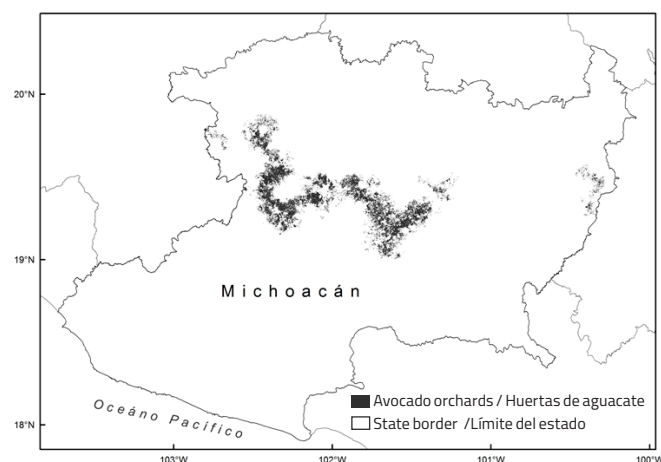 20°N
19°N
Michoacán
Oceáno Pacífico
Avocado orchards / Huertas de aguacate
State border /Límite del estado
18°N
103°W 102°W 101°W 100°W